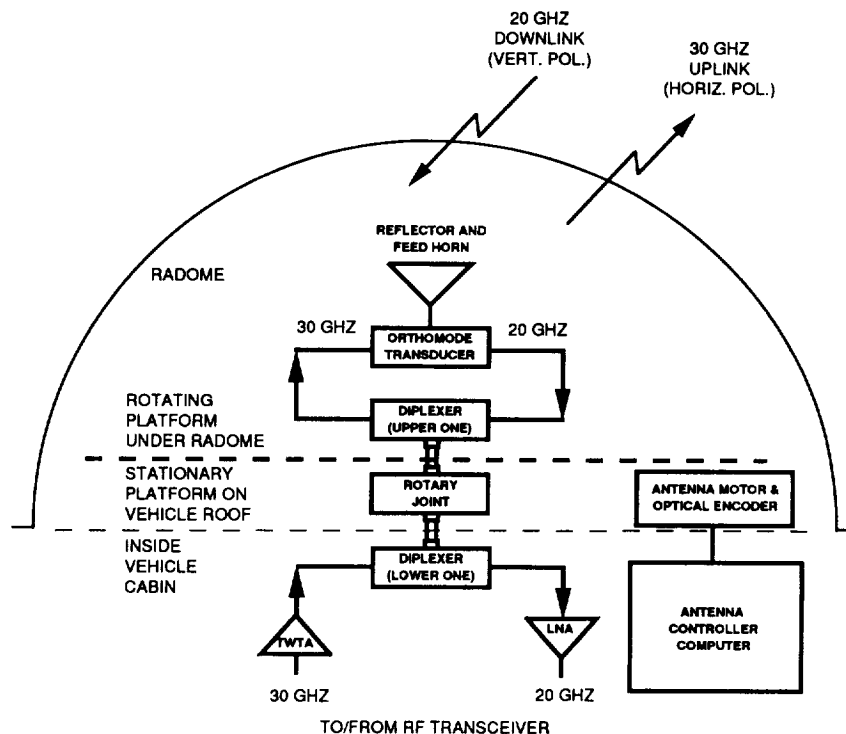 20 GHZ
DOWNLINK
(VERT. POL.)
30 GHZ
UPLINK
(HORIZ. POL.)
REFLECTOR AND
FEED HORN
RADOME
30 GHZ
20 GHZ
ORTHOMODE
TRANSDUCER
ROTATING
PLATFORM
UNDER RADOME
DIPLEXER
(UPPER ONE)
STATIONARY
PLATFORM ON
VEHICLE ROOF
ROTARY
JOINT
ANTENNA MOTOR &
OPTICAL ENCODER
INSIDE
VEHICLE
CABIN
DIPLEXER
(LOWER ONE)
TWTA
LNA
ANTENNA
CONTROLLER
COMPUTER
30 GHZ
20 GHZ
TO/FROM RF TRANSCEIVER